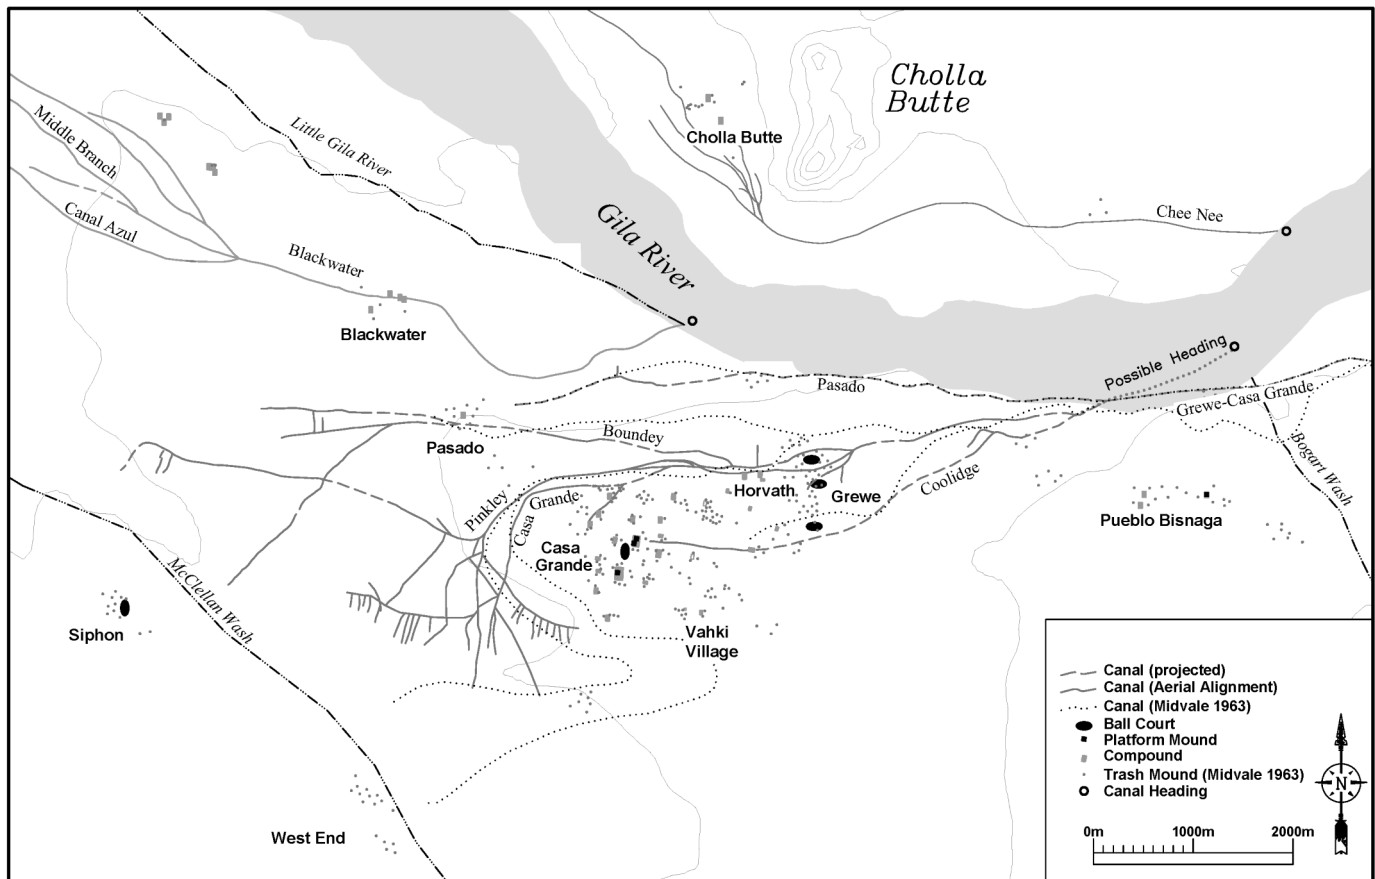 Cholla
Butte
Middle Branch
Little Gila River
Cholla Butte
Canal Azul
Gila River
Chee Nee
Blackwater
Blackwater
Possible Heading
Pasado
Grewe-Casa Grande
Boundey
Pasado
Bogart Wash
Coolidge
Horvath
Grewe
Pinkley
Casa
Grande
Pueblo Bisnaga
Casa
Grande
McClellan Wash
Siphon
Vahki
Village
West End
Canal (projected)
Canal (Aerial Alignment)
Canal (Midvale 1963)
Ball Court
Platform Mound
Compound
Trash Mound (Midvale 1963)
Canal Heading
N
0m 1000m 2000m